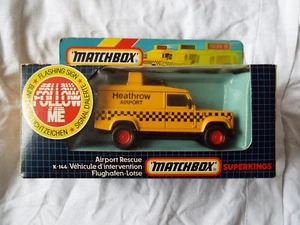 MATCHBOX
FLASHING SIGN
FOLLOW
ME
Heathrow
AIRPORT
Airport Rescue
K-144 Véhicule d'intervention
Flughafen-Lotse
MATCHBOX
SUPERKINGS